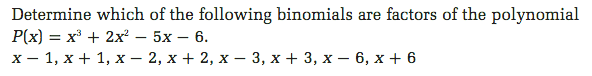 Determine which of the following binomials are factors of the polynomial
P(x) = x³ + 2x² – 5x – 6.
x – 1, x + 1, x – 2, x + 2, x – 3, x + 3, x – 6, x + 6